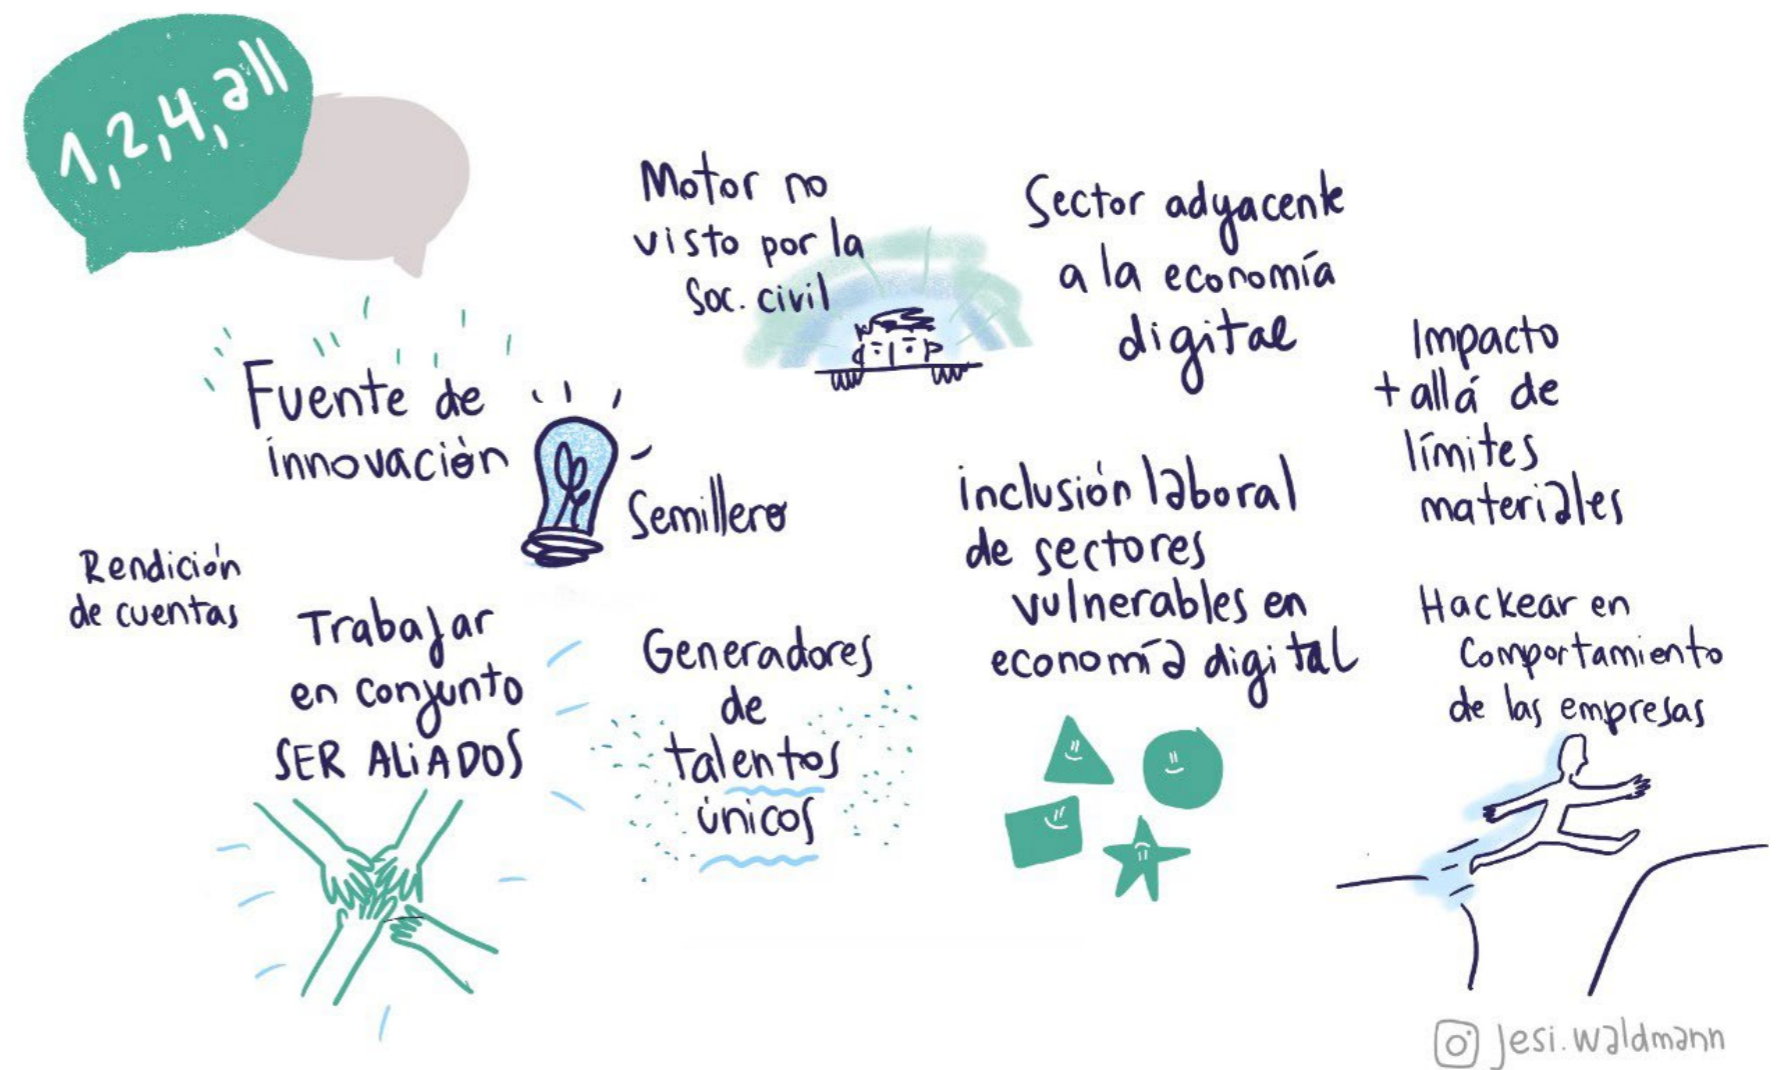 1,2,4,all
Motor no
visto por la
Soc. civil
Sector adyacente
a la economía
digital
Impacto
+ allá de
límites
materiales
Fuente de
innovación
Semillero
inclusión laboral
de sectores
vulnerables en
economía digital
Rendición
de cuentas
Trabajar
en conjunto
SER ALiADOS
Generadores
de
talentos
únicos
Hackear en
Comportamiento
de las empresas
Jesi.waldmann